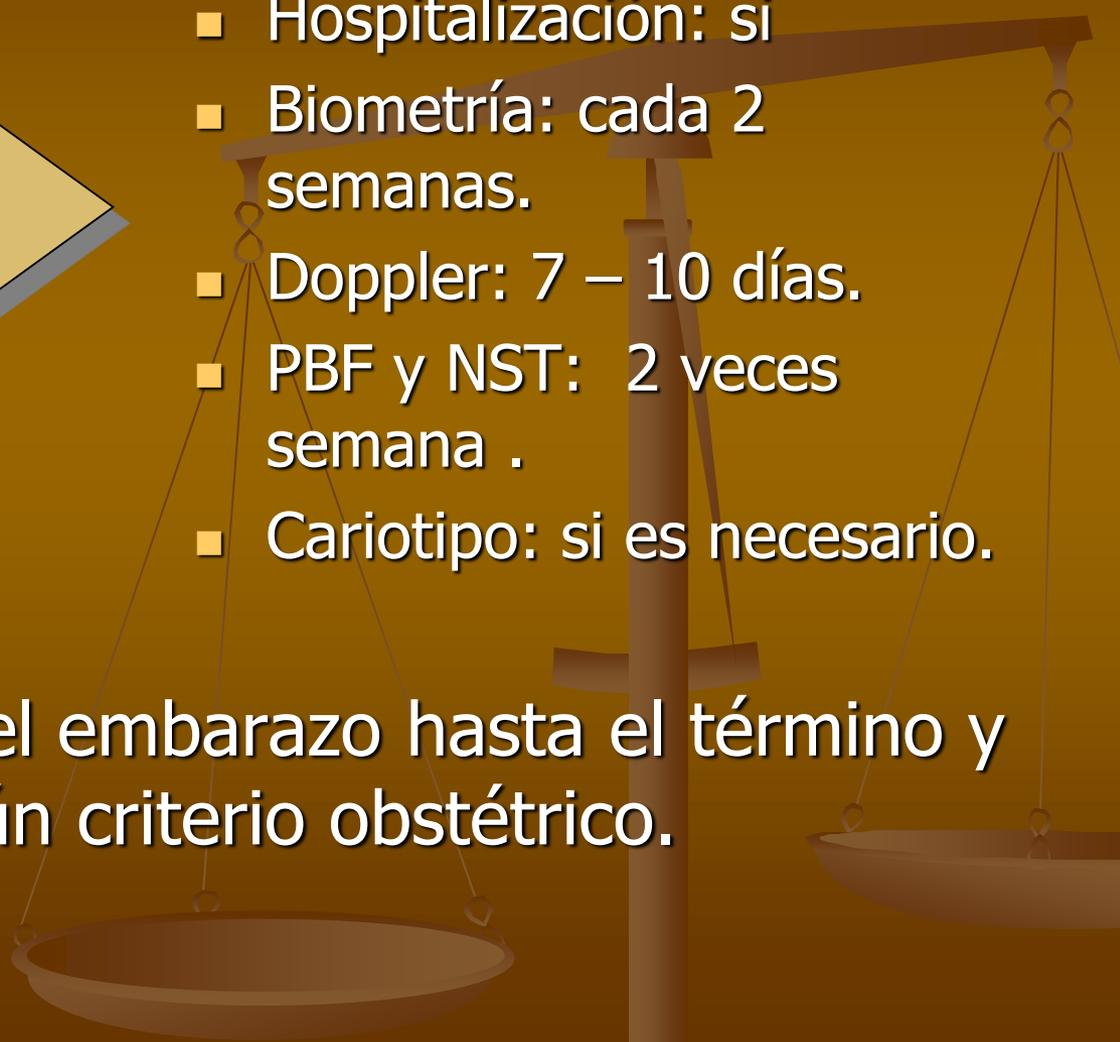 Hospitalización: si
Biometría: cada 2
semanas.
Doppler: 7 – 10 días.
PBF y NST:  2 veces
semana .
Cariotipo: si es necesario.
el embarazo hasta el término y
criterio obstétrico.